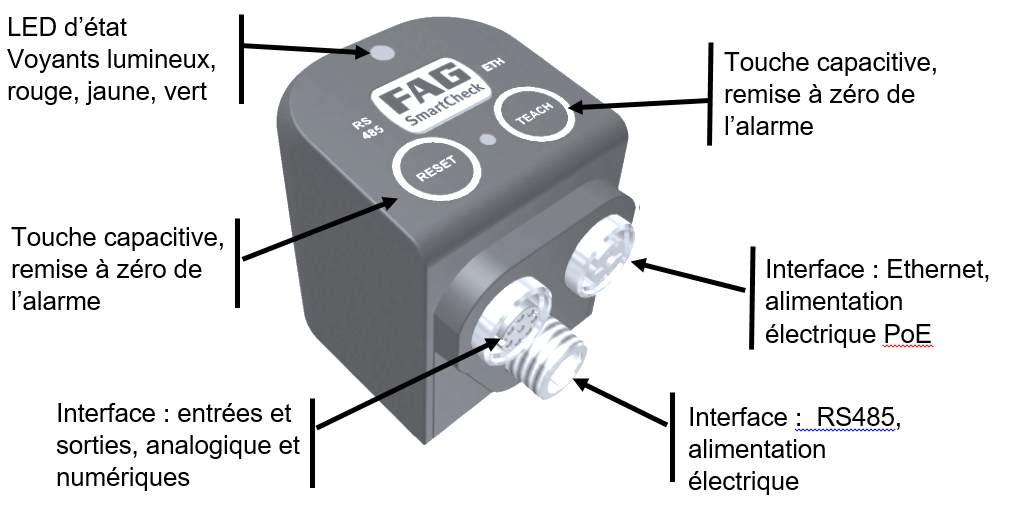 LED d’état
Voyants lumineux,
rouge, jaune, vert
Touche capacitive,
remise à zéro de
l’alarme
FAG
SmartCheck
ETH
RS
485
TEACH
RESET
Touche capacitive,
remise à zéro de
l’alarme
Interface : Ethernet,
alimentation
électrique PoE
Interface : entrées et
sorties, analogique et
numériques
Interface :  RS485,
alimentation
électrique